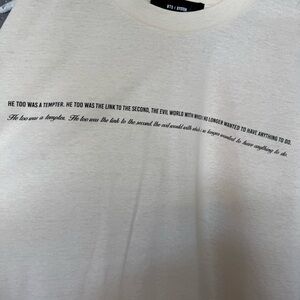 BTS X SYSTEM
HE TOO WAS A TEMPTER. HE TOO WAS THE LINK TO THE SECOND, THE EVIL WORLD WITH WHICH I NO LONGER WANTED TO HAVE ANYTHING TO DO.
He too was a tempter. He too was the link to the second, the evil world with which I no longer wanted to have anything to do.